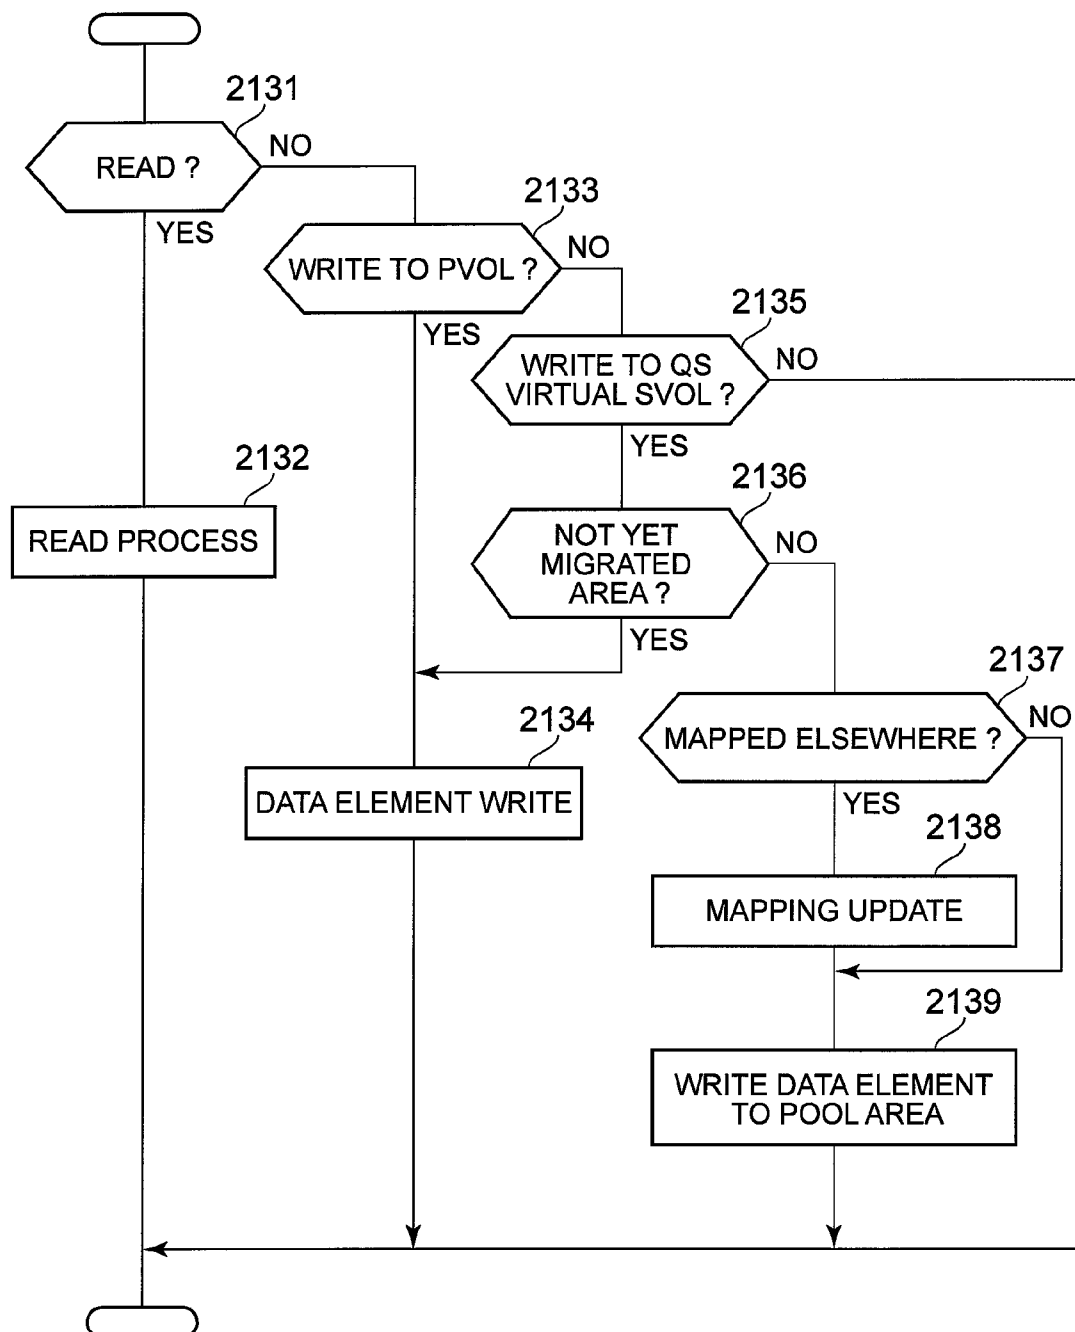 2131
READ ?
NO
YES
2133
WRITE TO PVOL ?
NO
YES
2135
WRITE TO QS
VIRTUAL SVOL ?
NO
YES
2132
READ PROCESS
2136
NOT YET
MIGRATED
AREA ?
NO
YES
2137
MAPPED ELSEWHERE ?
NO
YES
2134
DATA ELEMENT WRITE
2138
MAPPING UPDATE
2139
WRITE DATA ELEMENT
TO POOL AREA